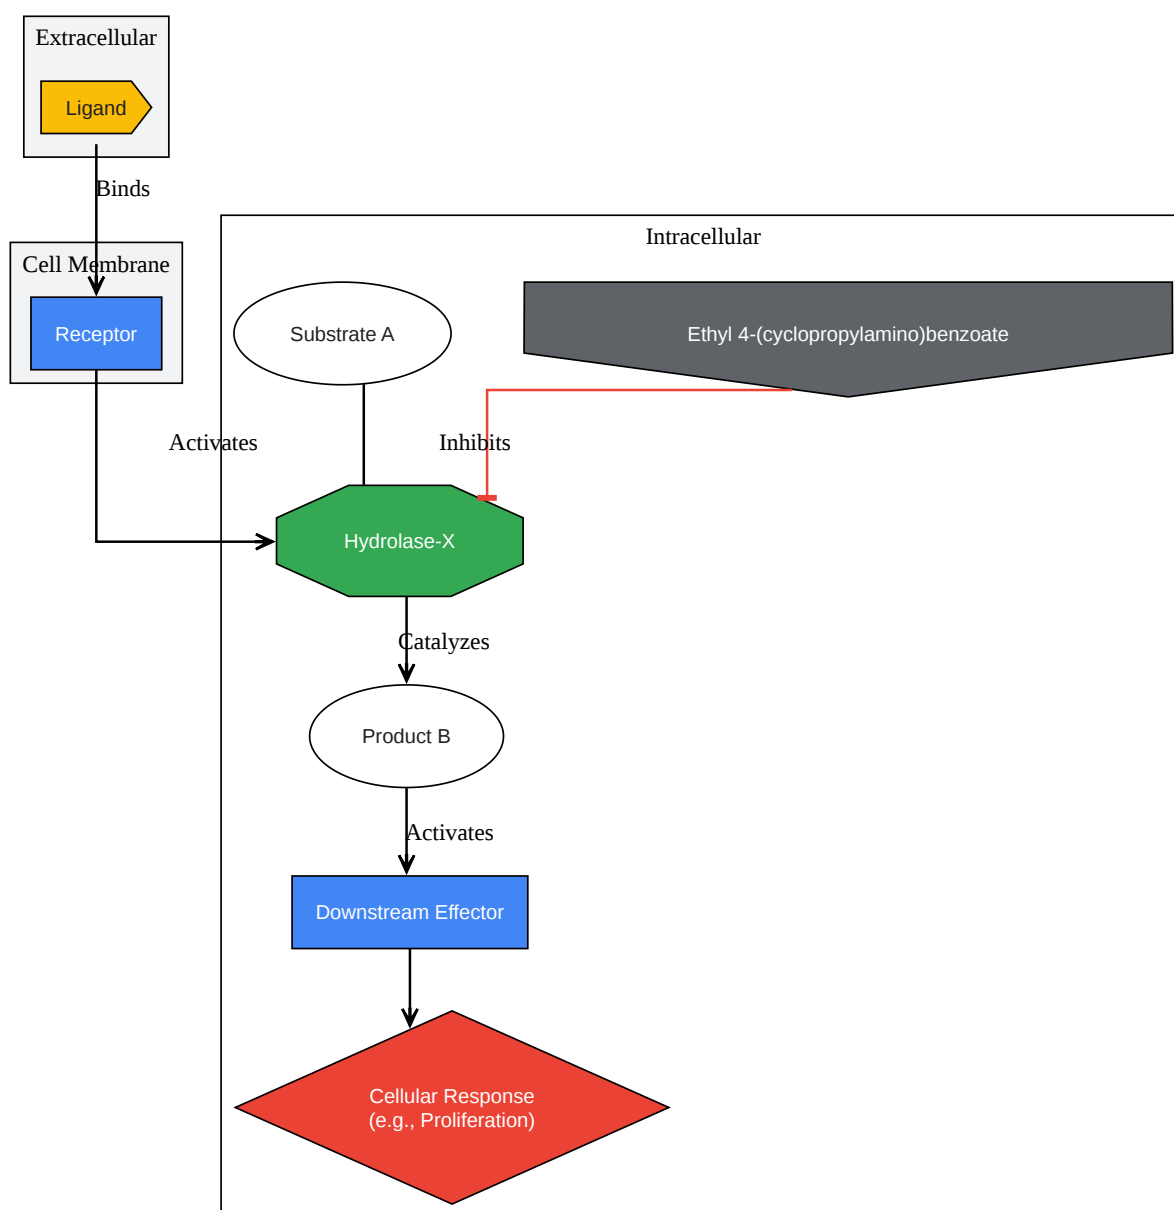 Extracellular
Ligand
Binds
Intracellular
Cell Membrane
Receptor
Substrate A
Ethyl 4-(cyclopropylamino)benzoate
Activates
Inhibits
Hydrolase-X
Catalyzes
Product B
Activates
Downstream Effector
Cellular Response
(e.g., Proliferation)